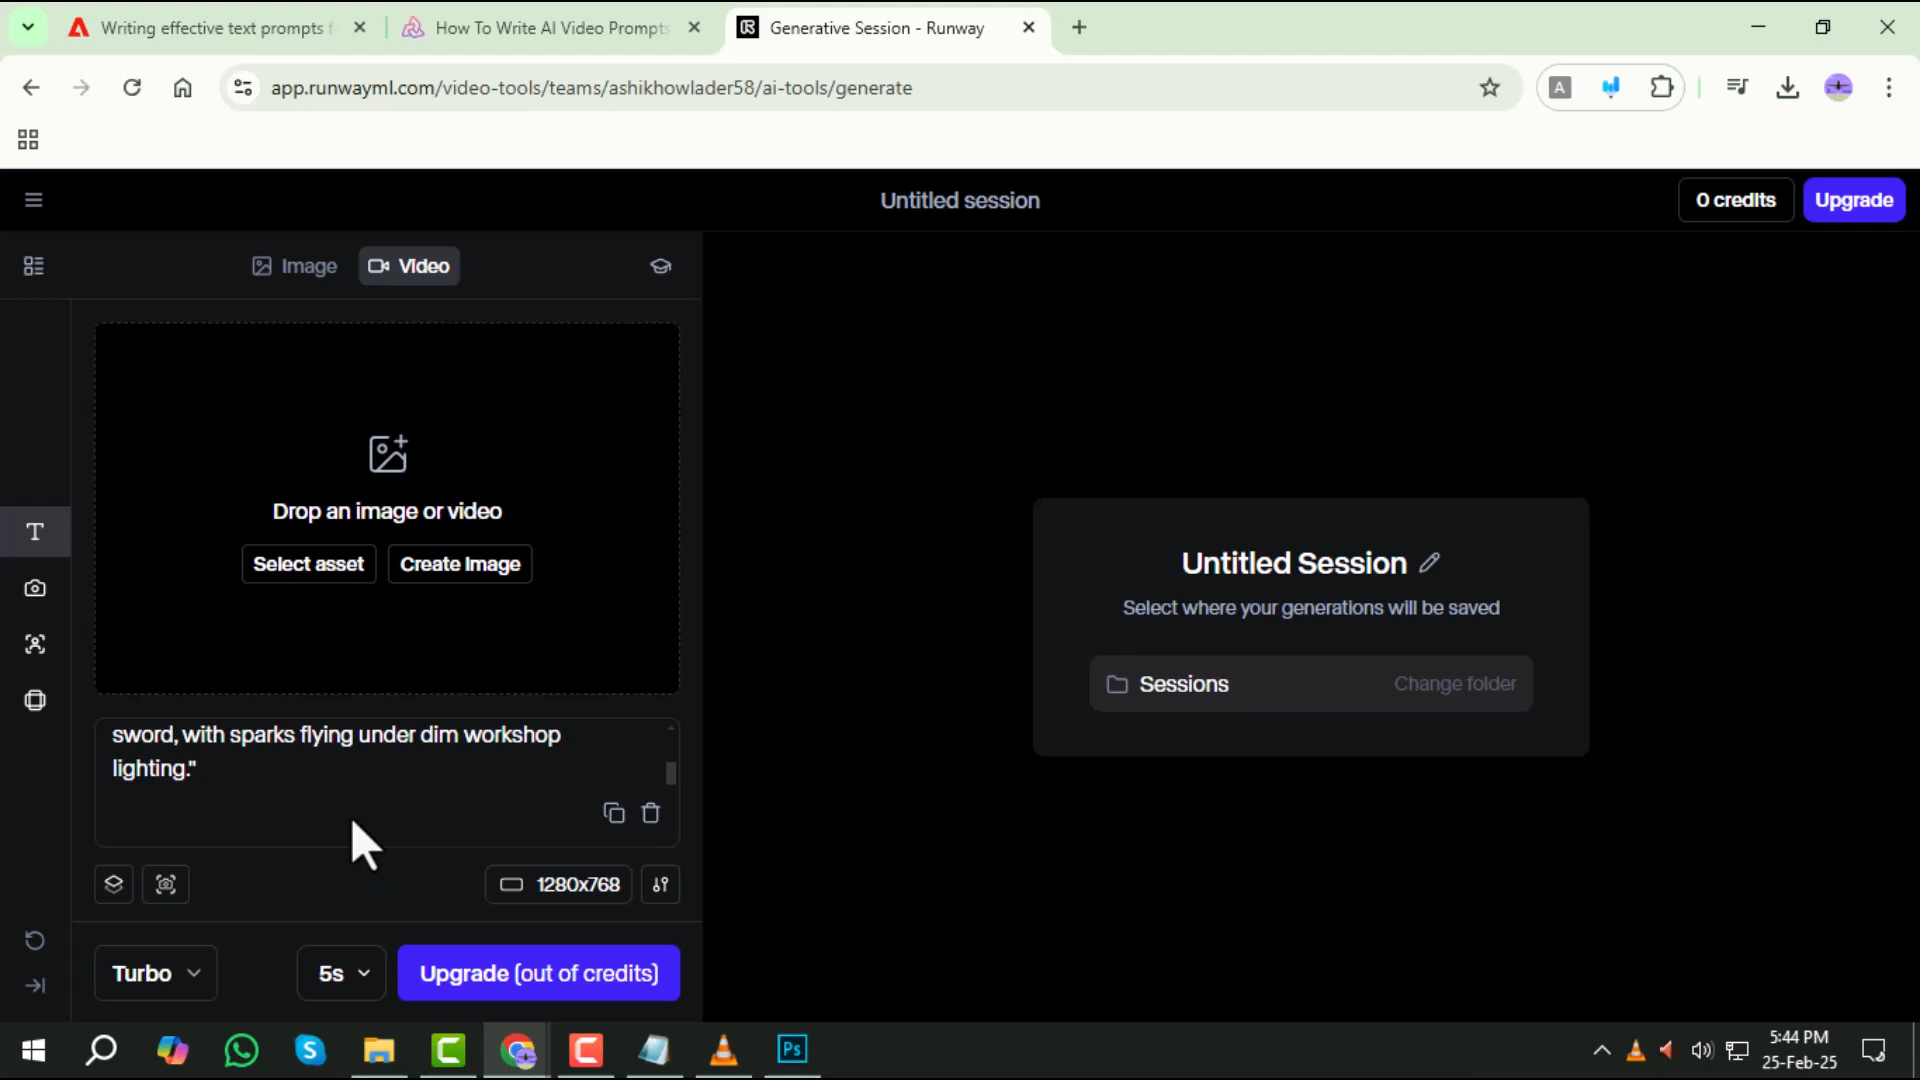 Writing effective text prompts f
How To Write AI Video Prompts
Generative Session - Runway
app.runwayml.com/video-tools/teams/ashikhowlader58/ai-tools/generate
A
Untitled session
0 credits
Upgrade
Image
Video
Drop an image or video
Select asset
Create Image
T
sword, with sparks flying under dim workshop
lighting."
1280x768
Turbo
5s
Upgrade (out of credits)
Untitled Session
Select where your generations will be saved
Sessions
Change folder
Ps
5:44 PM
25-Feb-25